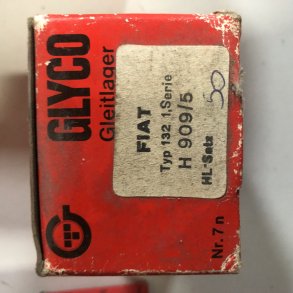 GLYCO
Gleitlager
FIAT
Typ 132 1,Serie
H 909/5
HL-Satz
50
Nr. 7 n